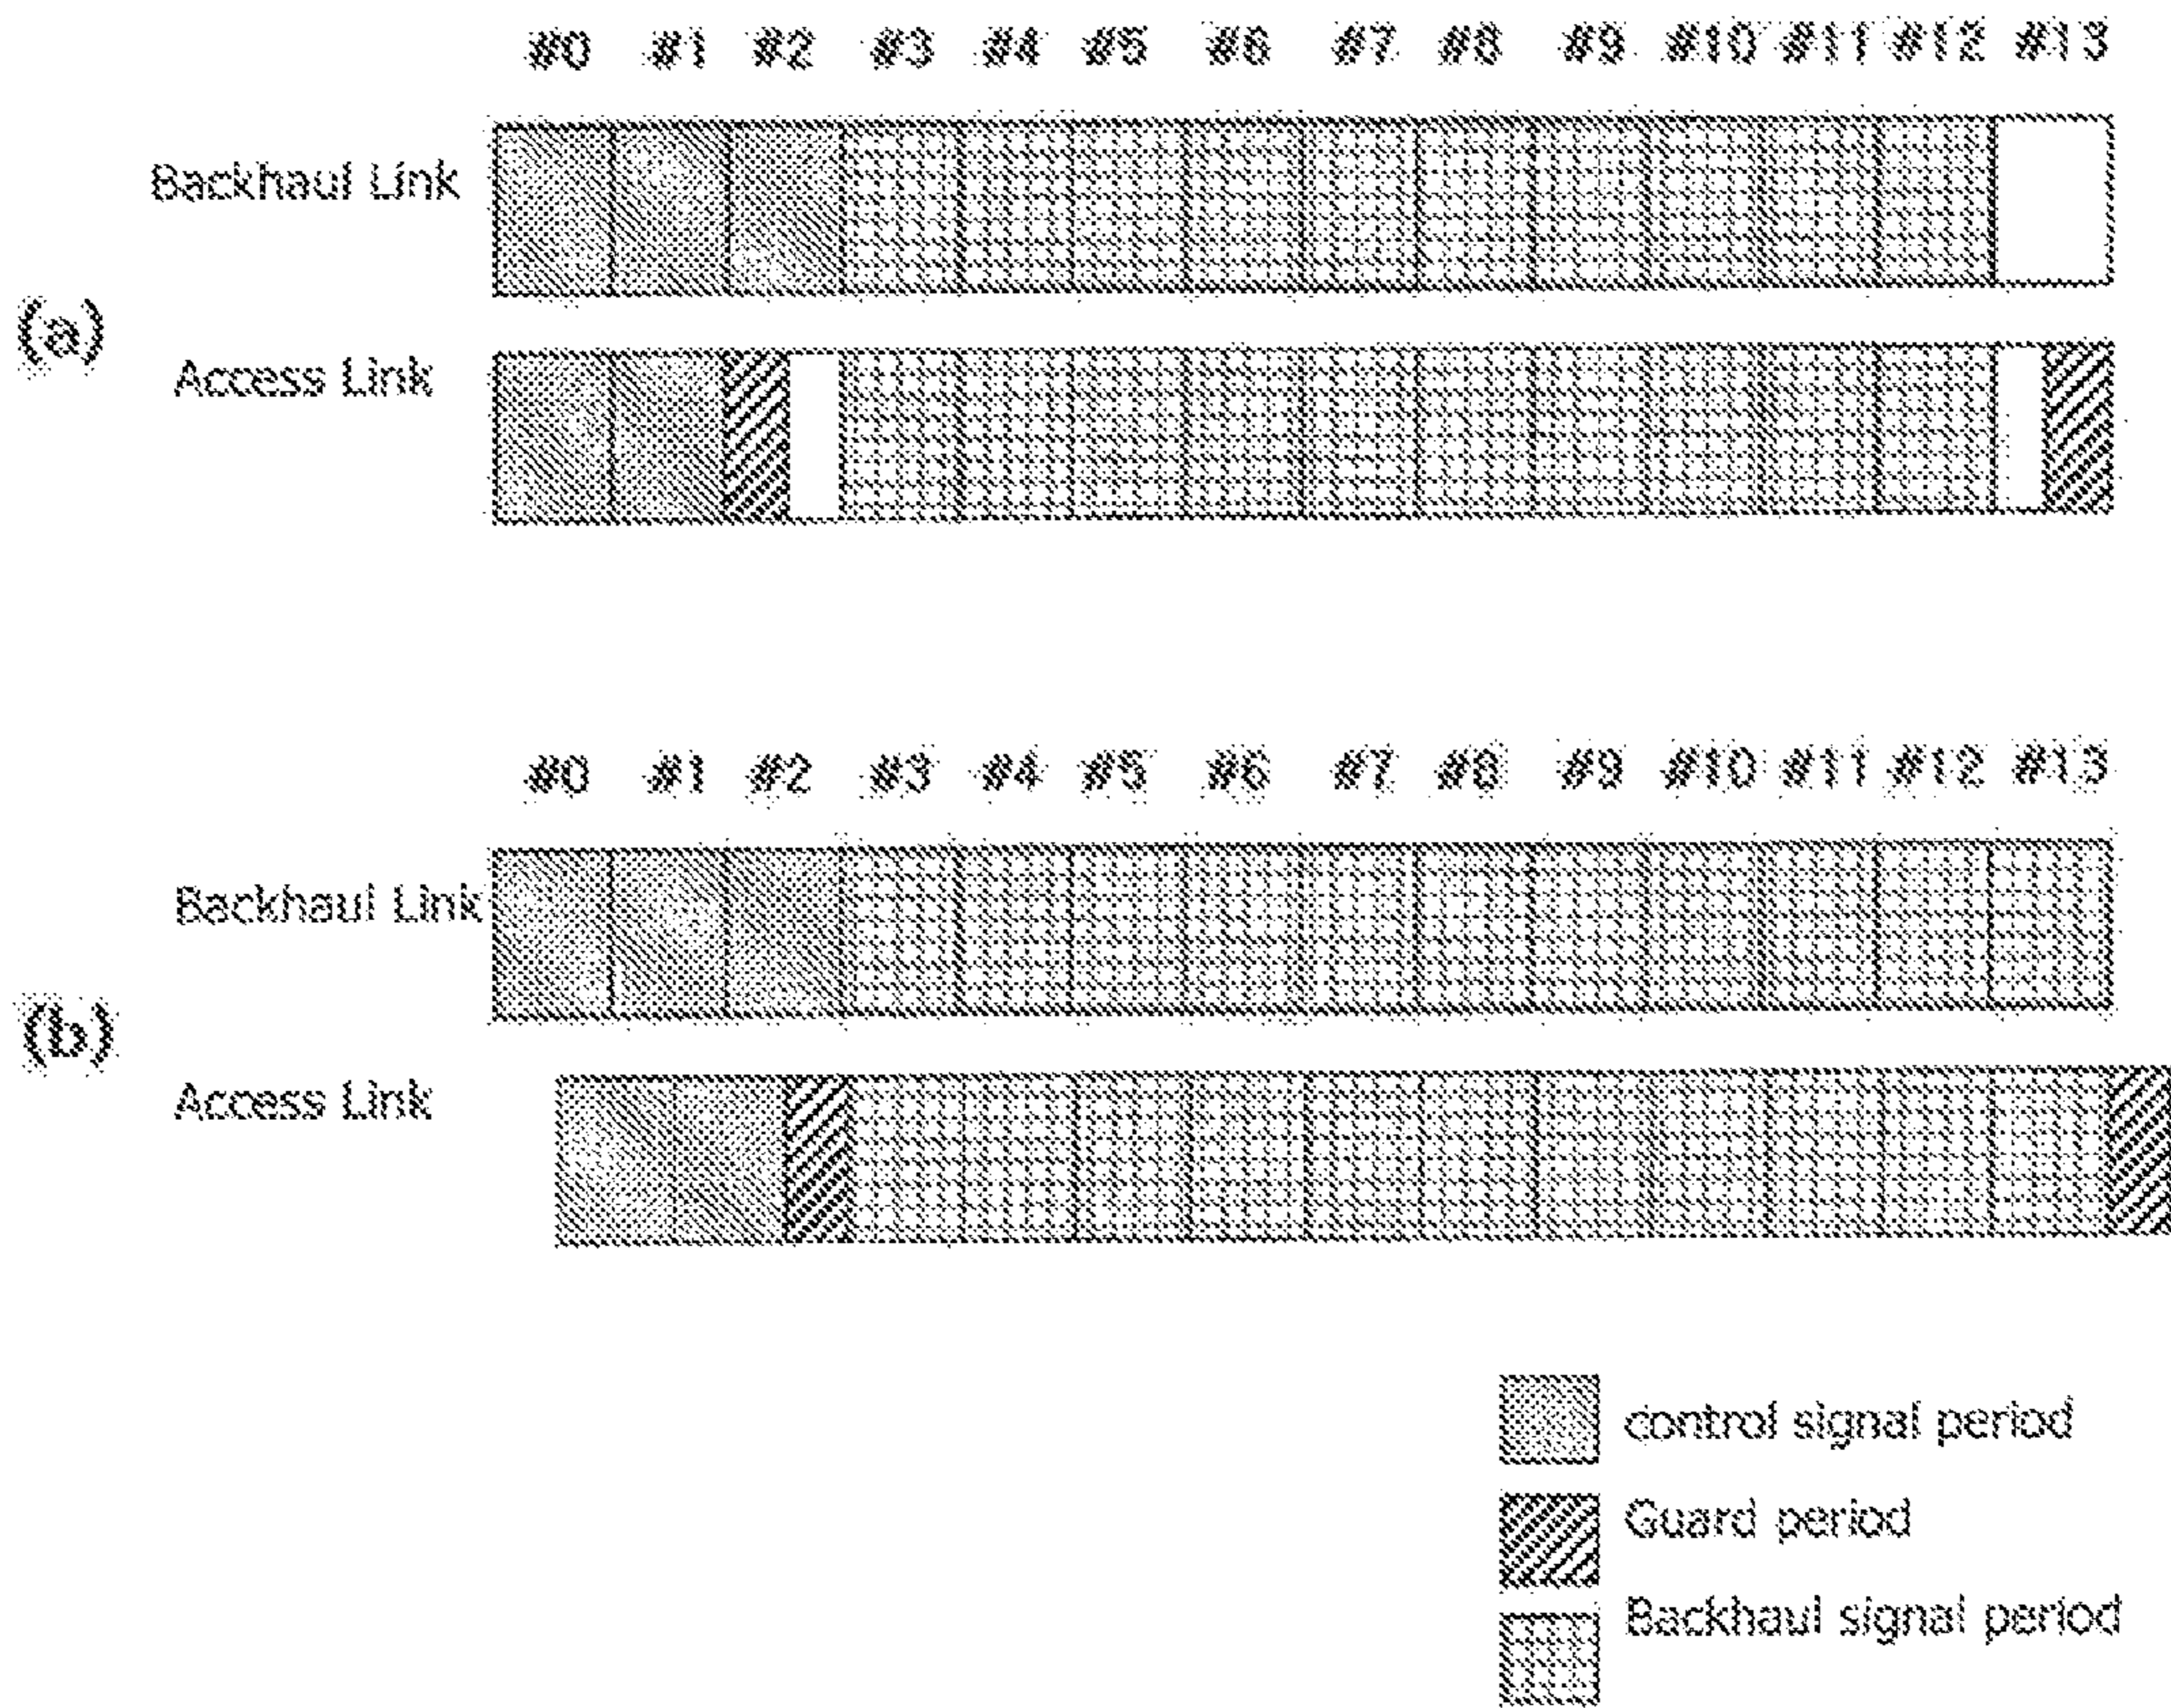 #0 #1 #2 #3 #4 #5 #6 #7 #8 #9 #10 #11 #12 #13
Backhaul Link
(a)
Access Link
#0 #1 #2 #3 #4 #5 #6 #7 #8 #9 #10 #11 #12 #13
Backhaul Link
(b)
Access Link
control signal period
Guard period
Backhaul signal period